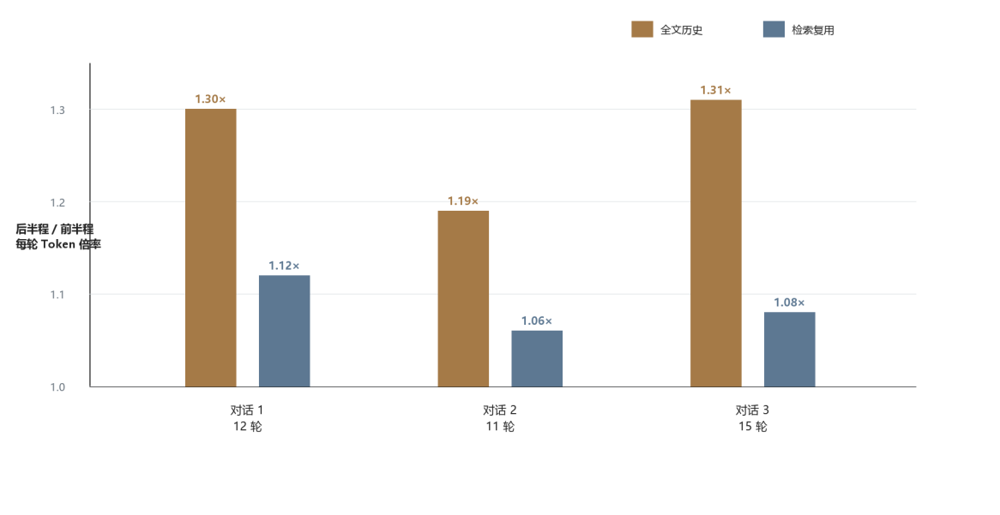 全文历史
检索复用
1.30×
1.12×
1.19×
1.06×
1.31×
1.08×
1.3
1.2
1.1
1.0
后半程 / 前半程
每轮 Token 倍率
对话 1
12 轮
对话 2
11 轮
对话 3
15 轮